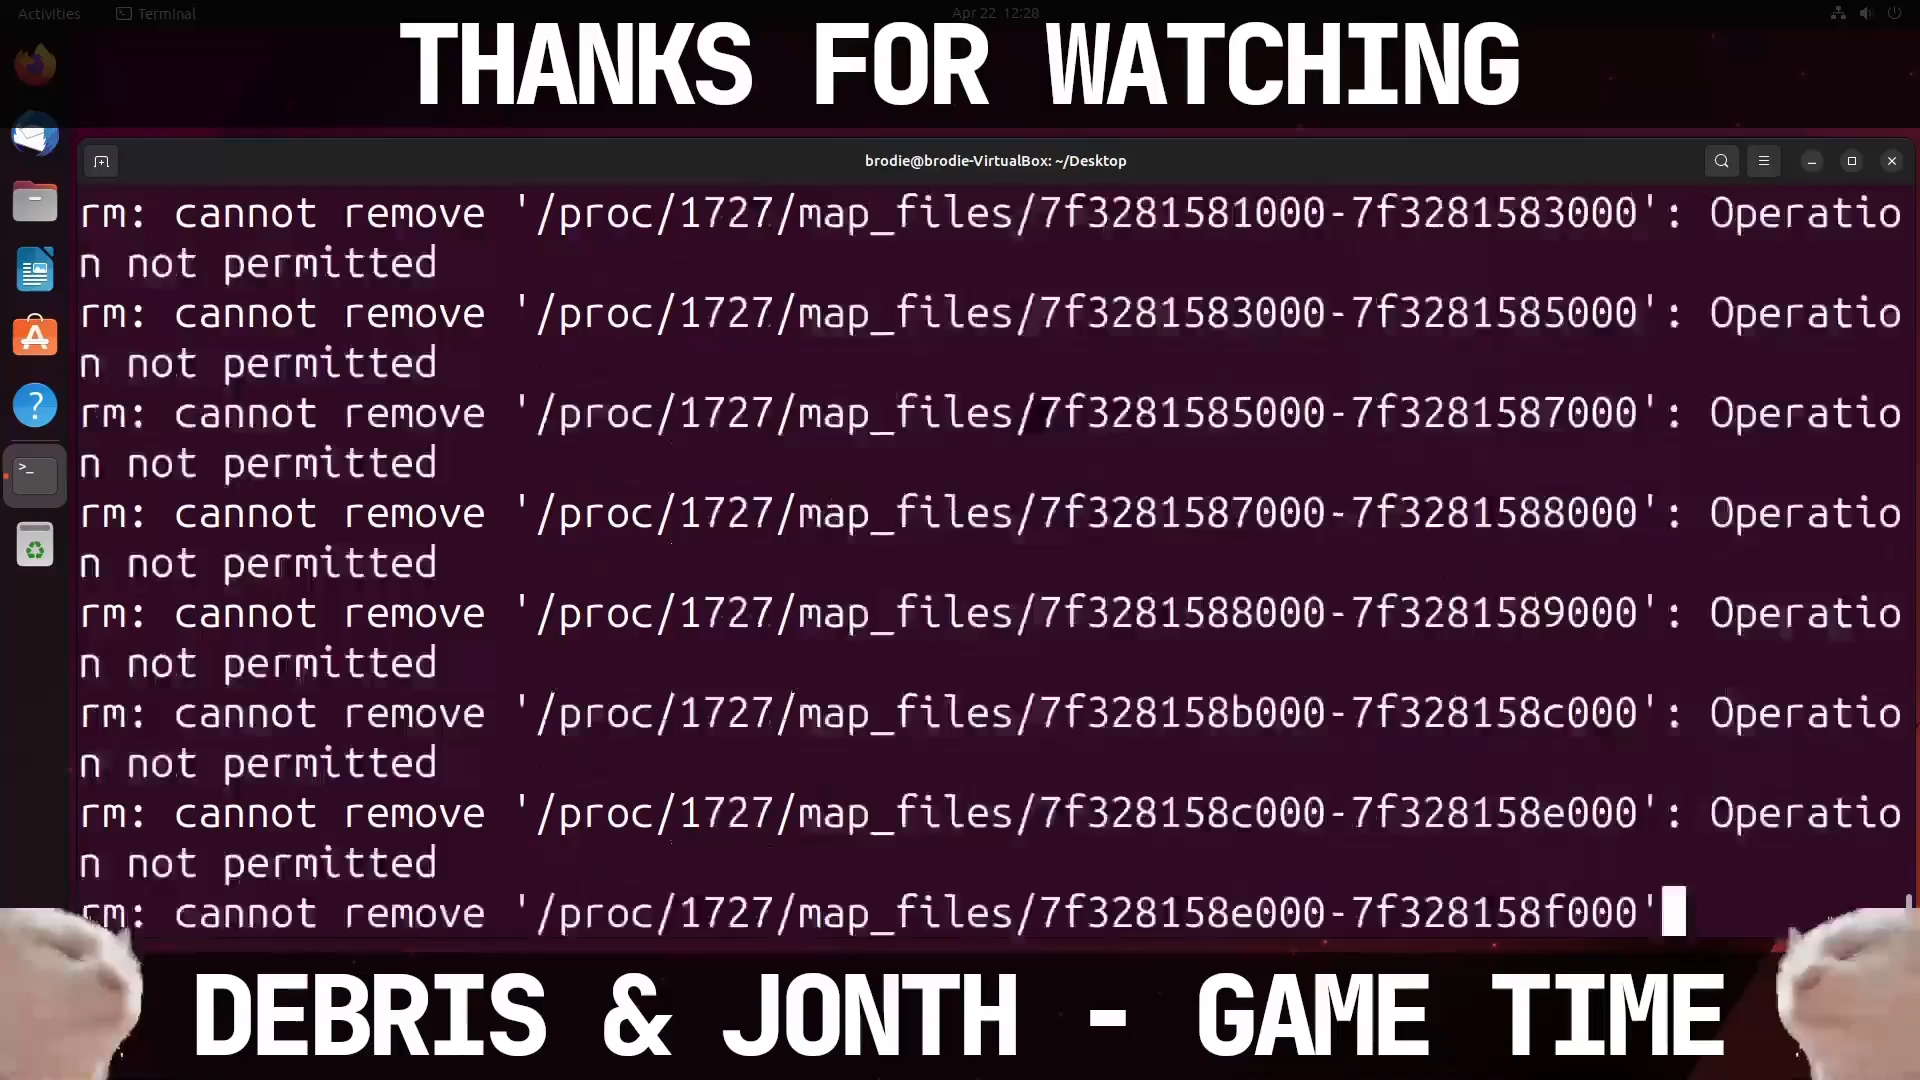 Activities Terminal Apr 22 12:28
THANKS FOR WATCHING
brodie@brodie-VirtualBox: ~/Desktop
rm: cannot remove '/proc/1727/map_files/7f3281581000-7f3281583000': Operatio
n not permitted
rm: cannot remove '/proc/1727/map_files/7f3281583000-7f3281585000': Operatio
n not permitted
rm: cannot remove '/proc/1727/map_files/7f3281585000-7f3281587000': Operatio
n not permitted
rm: cannot remove '/proc/1727/map_files/7f3281587000-7f3281588000': Operatio
n not permitted
rm: cannot remove '/proc/1727/map_files/7f3281588000-7f3281589000': Operatio
n not permitted
rm: cannot remove '/proc/1727/map_files/7f328158b000-7f328158c000': Operatio
n not permitted
rm: cannot remove '/proc/1727/map_files/7f328158c000-7f328158e000': Operatio
n not permitted
rm: cannot remove '/proc/1727/map_files/7f328158e000-7f328158f000'
DEBRIS & JONTH - GAME TIME